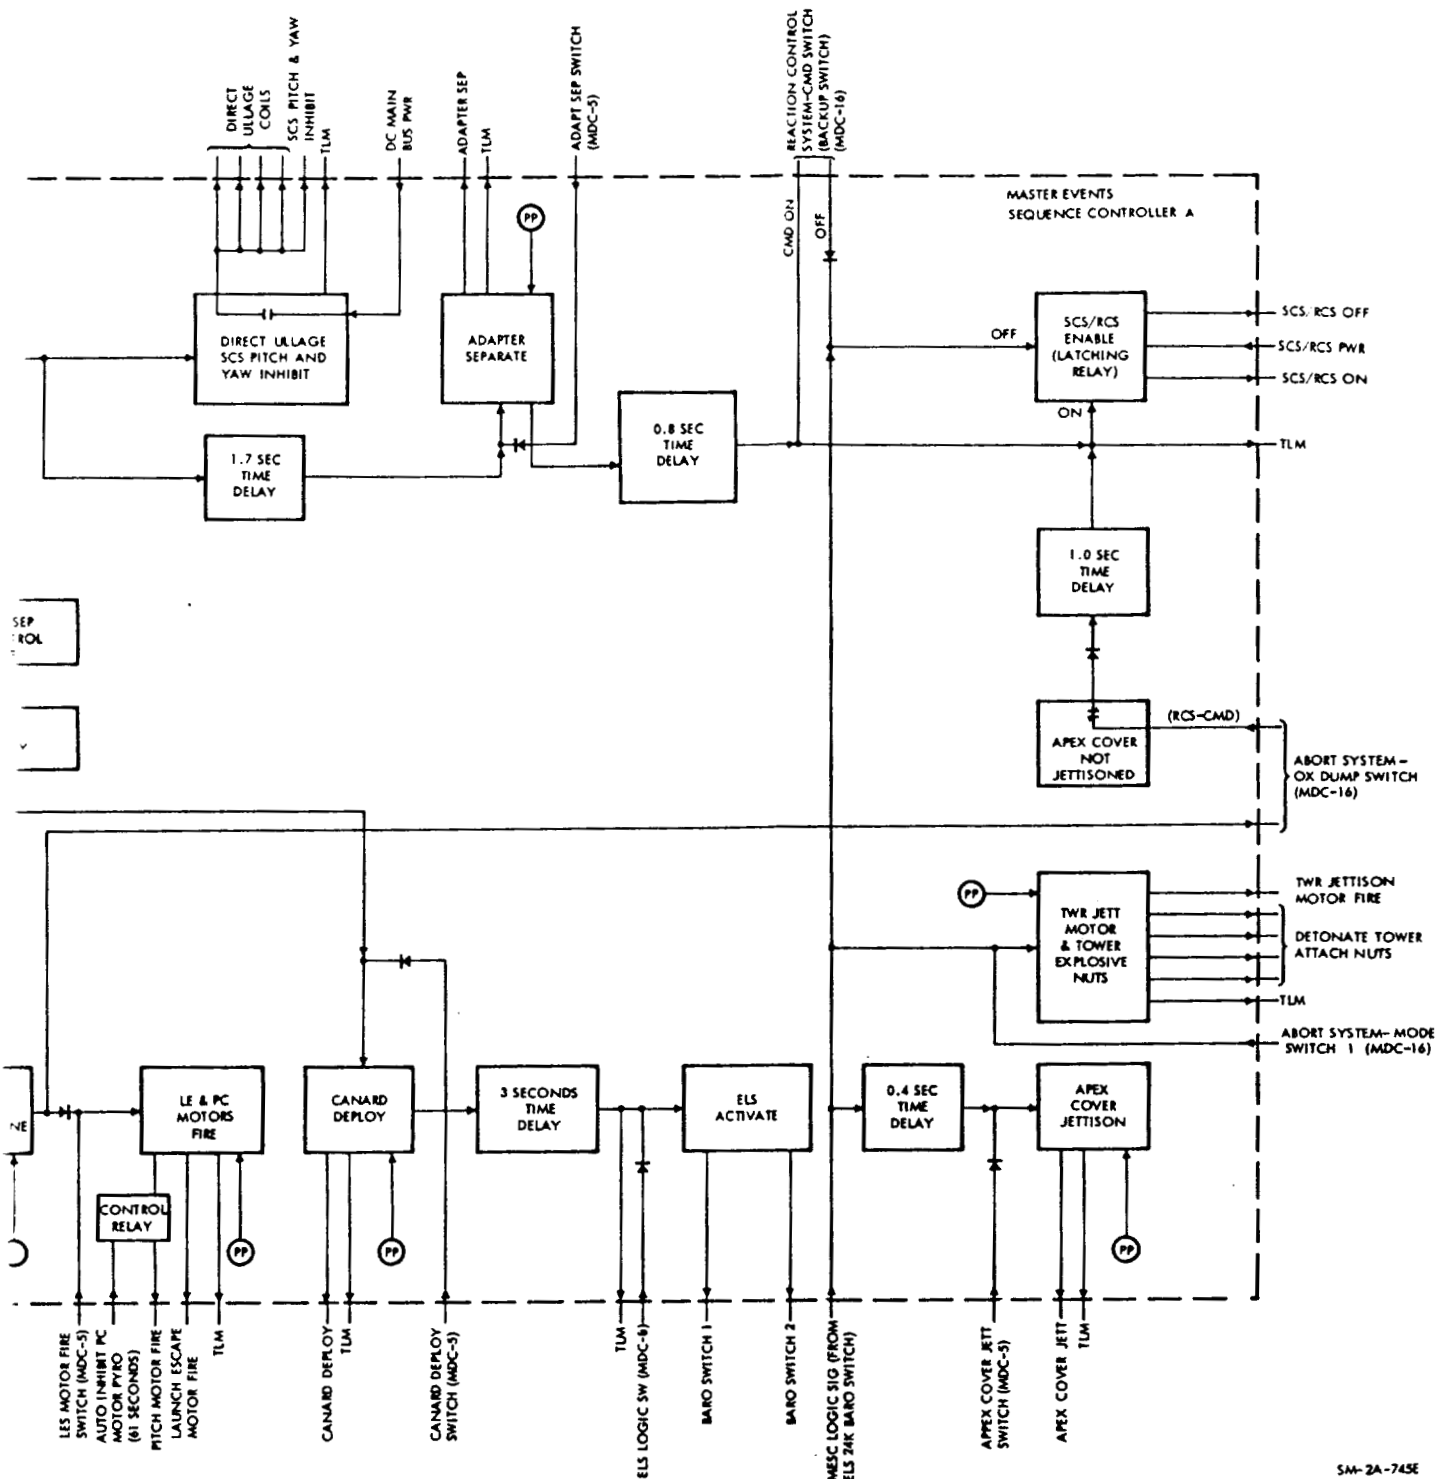 DIRECT
ULLAGE
COILS
SCS PITCH & YAW
INHIBIT
TLM
DC MAIN
BUS PWR
ADAPTER SEP
TLM
ADAPT SEP SWITCH
(MDC-5)
REACTION CONTROL
SYSTEM-CMD SWITCH
(BACKUP SWITCH)
(MDC-16)
MASTER EVENTS
SEQUENCE CONTROLLER A
CMD ON
OFF
PP
DIRECT ULLAGE
SCS PITCH AND
YAW INHIBIT
ADAPTER
SEPARATE
OFF
SCS/RCS
ENABLE
(LATCHING
RELAY)
SCS/RCS OFF
SCS/RCS PWR
SCS/RCS ON
ON
1.7 SEC
TIME
DELAY
0.8 SEC
TIME
DELAY
TLM
1.0 SEC
TIME
DELAY
SEP
ROL
(RCS-CMD)
APEX COVER
NOT
JETTISONED
ABORT SYSTEM-
OX DUMP SWITCH
(MDC-16)
PP
TWR JETT
MOTOR
& TOWER
EXPLOSIVE
NUTS
TWR JETTISON
MOTOR FIRE
DETONATE TOWER
ATTACH NUTS
TLM
ABORT SYSTEM-MODE
SWITCH 1 (MDC-16)
NE
LE & PC
MOTORS
FIRE
CANARD
DEPLOY
3 SECONDS
TIME
DELAY
ELS
ACTIVATE
0.4 SEC
TIME
DELAY
APEX
COVER
JETTISON
CONTROL
RELAY
PP
PP
PP
LES MOTOR FIRE
SWITCH (MDC-5)
AUTO INHIBIT PC
MOTOR PYRO
(61 SECONDS)
PITCH MOTOR FIRE
LAUNCH ESCAPE
MOTOR FIRE
TLM
CANARD DEPLOY
TLM
CANARD DEPLOY
SWITCH (MDC-5)
TLM
ELS LOGIC SW (MDC-8)
BARO SWITCH 1
BARO SWITCH 2
MESC LOGIC SIG (FROM
ELS 24K BARO SWITCH)
APPEX COVER JETT
SWITCH (MDC-5)
APEX COVER JETT
TLM
SM-2A-745E